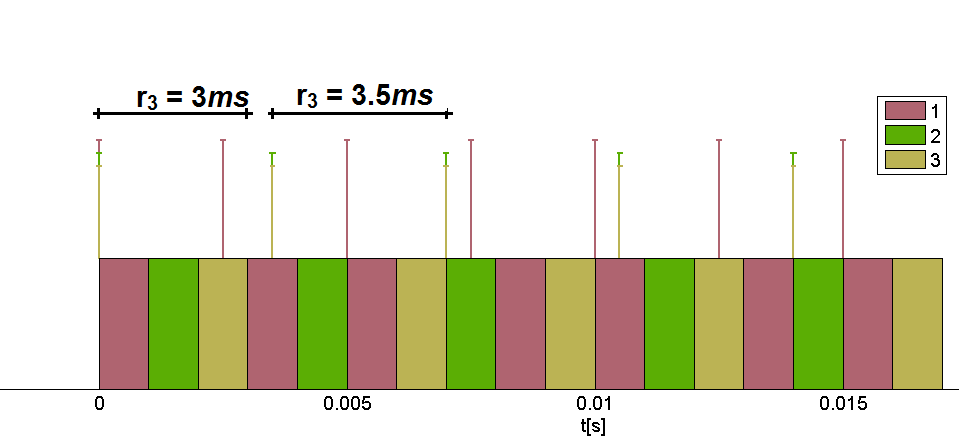 r₃ = 3ms
r₃ = 3.5ms
1
2
3
0 0.005 0.01 0.015
t[s]